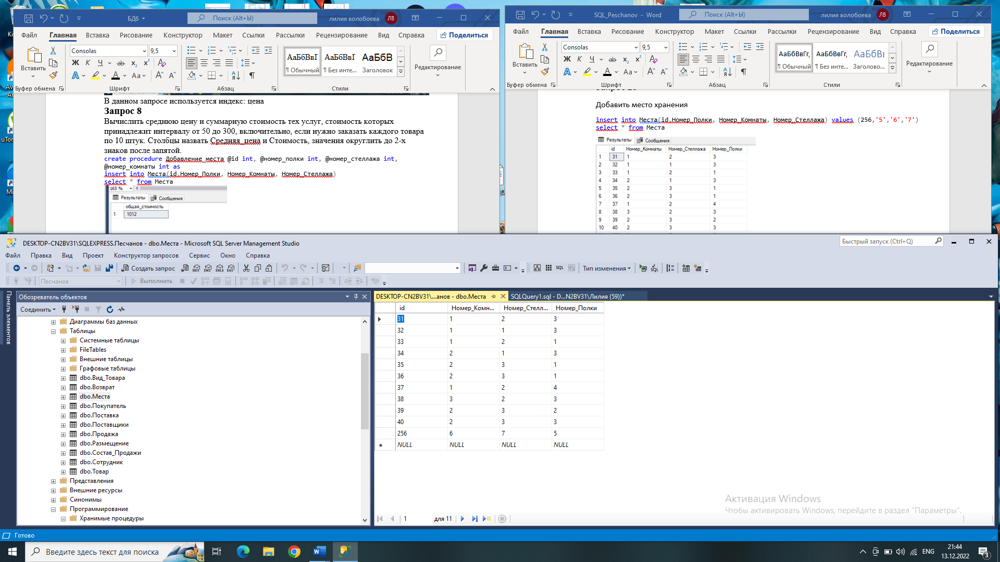 БД6
Поиск (Alt+Ы)
лилия волобоева
ЛВ
Файл Главная Вставка Рисование Конструктор Макет Ссылки Рассылки Рецензирование Вид Справка Поделиться
Consolas 9,5
Вставить
Ж К Ч ab x₂ x²
АаБбВвГ АаБбВвГ АаБбВ
¶ Обычный ¶ Без инте... Заголовок
Редактирование
Буфер обмена Шрифт Абзац Стили
В данном запросе используется индекс: цена
Запрос 8
Вычислить среднюю цену и суммарную стоимость тех услуг, стоимость которых
принадлежит интервалу от 50 до 300, включительно, если нужно заказать каждого товара
по 10 штук. Столбцы назвать Средняя_цена и Стоимость, значения округлить до 2-х
знаков после запятой.
create procedure Добавление_места @id int, @номер_полки int, @номер_стеллажа int,
@номер_комнаты int as
insert into Места(id,Номер_Полки, Номер_Комнаты, Номер_Стеллажа)
select * from Места
165 %
Результаты Сообщения
общая_стоимость
1 1012
SQL_Peschanov - Word
Поиск (Alt+Ы)
лилия волобоева
ЛВ
Файл Главная Вставка Рисование Конструктор Макет Ссылки Рассылки Рецензирование Вид Справка Поделиться
Consolas 9,5
Вставить
Ж К Ч ab x₂ x²
АаБбВвГг, АаБбВвГг, АаБбВв
¶ Обычный ¶ Без инте... Заголово...
Редактирование
Буфер обмена Шрифт Абзац Стили
Добавить место хранения
insert into Места(id,Номер_Полки, Номер_Комнаты, Номер_Стеллажа) values (256,'5','6','7')
select * from Места
Результаты Сообщения
id Номер_Комнаты Номер_Стеллажа Номер_Полки
1 31 1 2 3
2 32 1 1 3
3 33 1 2 1
4 34 2 1 3
5 35 2 3 1
6 36 2 3 1
7 37 1 2 4
8 38 3 2 3
9 39 2 3 2
10 40 2 3 3
DESKTOP-CN2BV31\SQLEXPRESS.Песчанов - dbo.Места - Microsoft SQL Server Management Studio
Быстрый запуск (Ctrl+Q)
Файл Правка Вид Проект Конструктор запросов Сервис Окно Справка
Создать запрос MDX DMX XMLA DAX SQL Тип изменения
Песчанов Выполнить
Панель элементов
Обозреватель объектов
Соединить
Диаграммы баз данных
Таблицы
Системные таблицы
FileTables
Внешние таблицы
Графовые таблицы
dbo.Вид_Товара
dbo.Возврат
dbo.Места
dbo.Покупатель
dbo.Поставка
dbo.Поставщики
dbo.Продажа
dbo.Размещение
dbo.Состав_Продажи
dbo.Сотрудник
dbo.Товар
Представления
Внешние ресурсы
Синонимы
Программирование
Хранимые процедуры
DESKTOP-CN2BV31\...анов - dbo.Места
SQLQuery1.sql - D...N2BV31\Лилия (59))*
id Номер_Комн... Номер_Стелл... Номер_Полки
31 1 2 3
32 1 1 3
33 1 2 1
34 2 1 3
35 2 3 1
36 2 3 1
37 1 2 4
38 3 2 3
39 2 3 2
40 2 3 3
256 6 7 5
NULL NULL NULL NULL
1 для 11
Активация Windows
Чтобы активировать Windows, перейдите в раздел "Параметры".
Готово
Введите здесь текст для поиска
ENG
21:44
13.12.2022
3